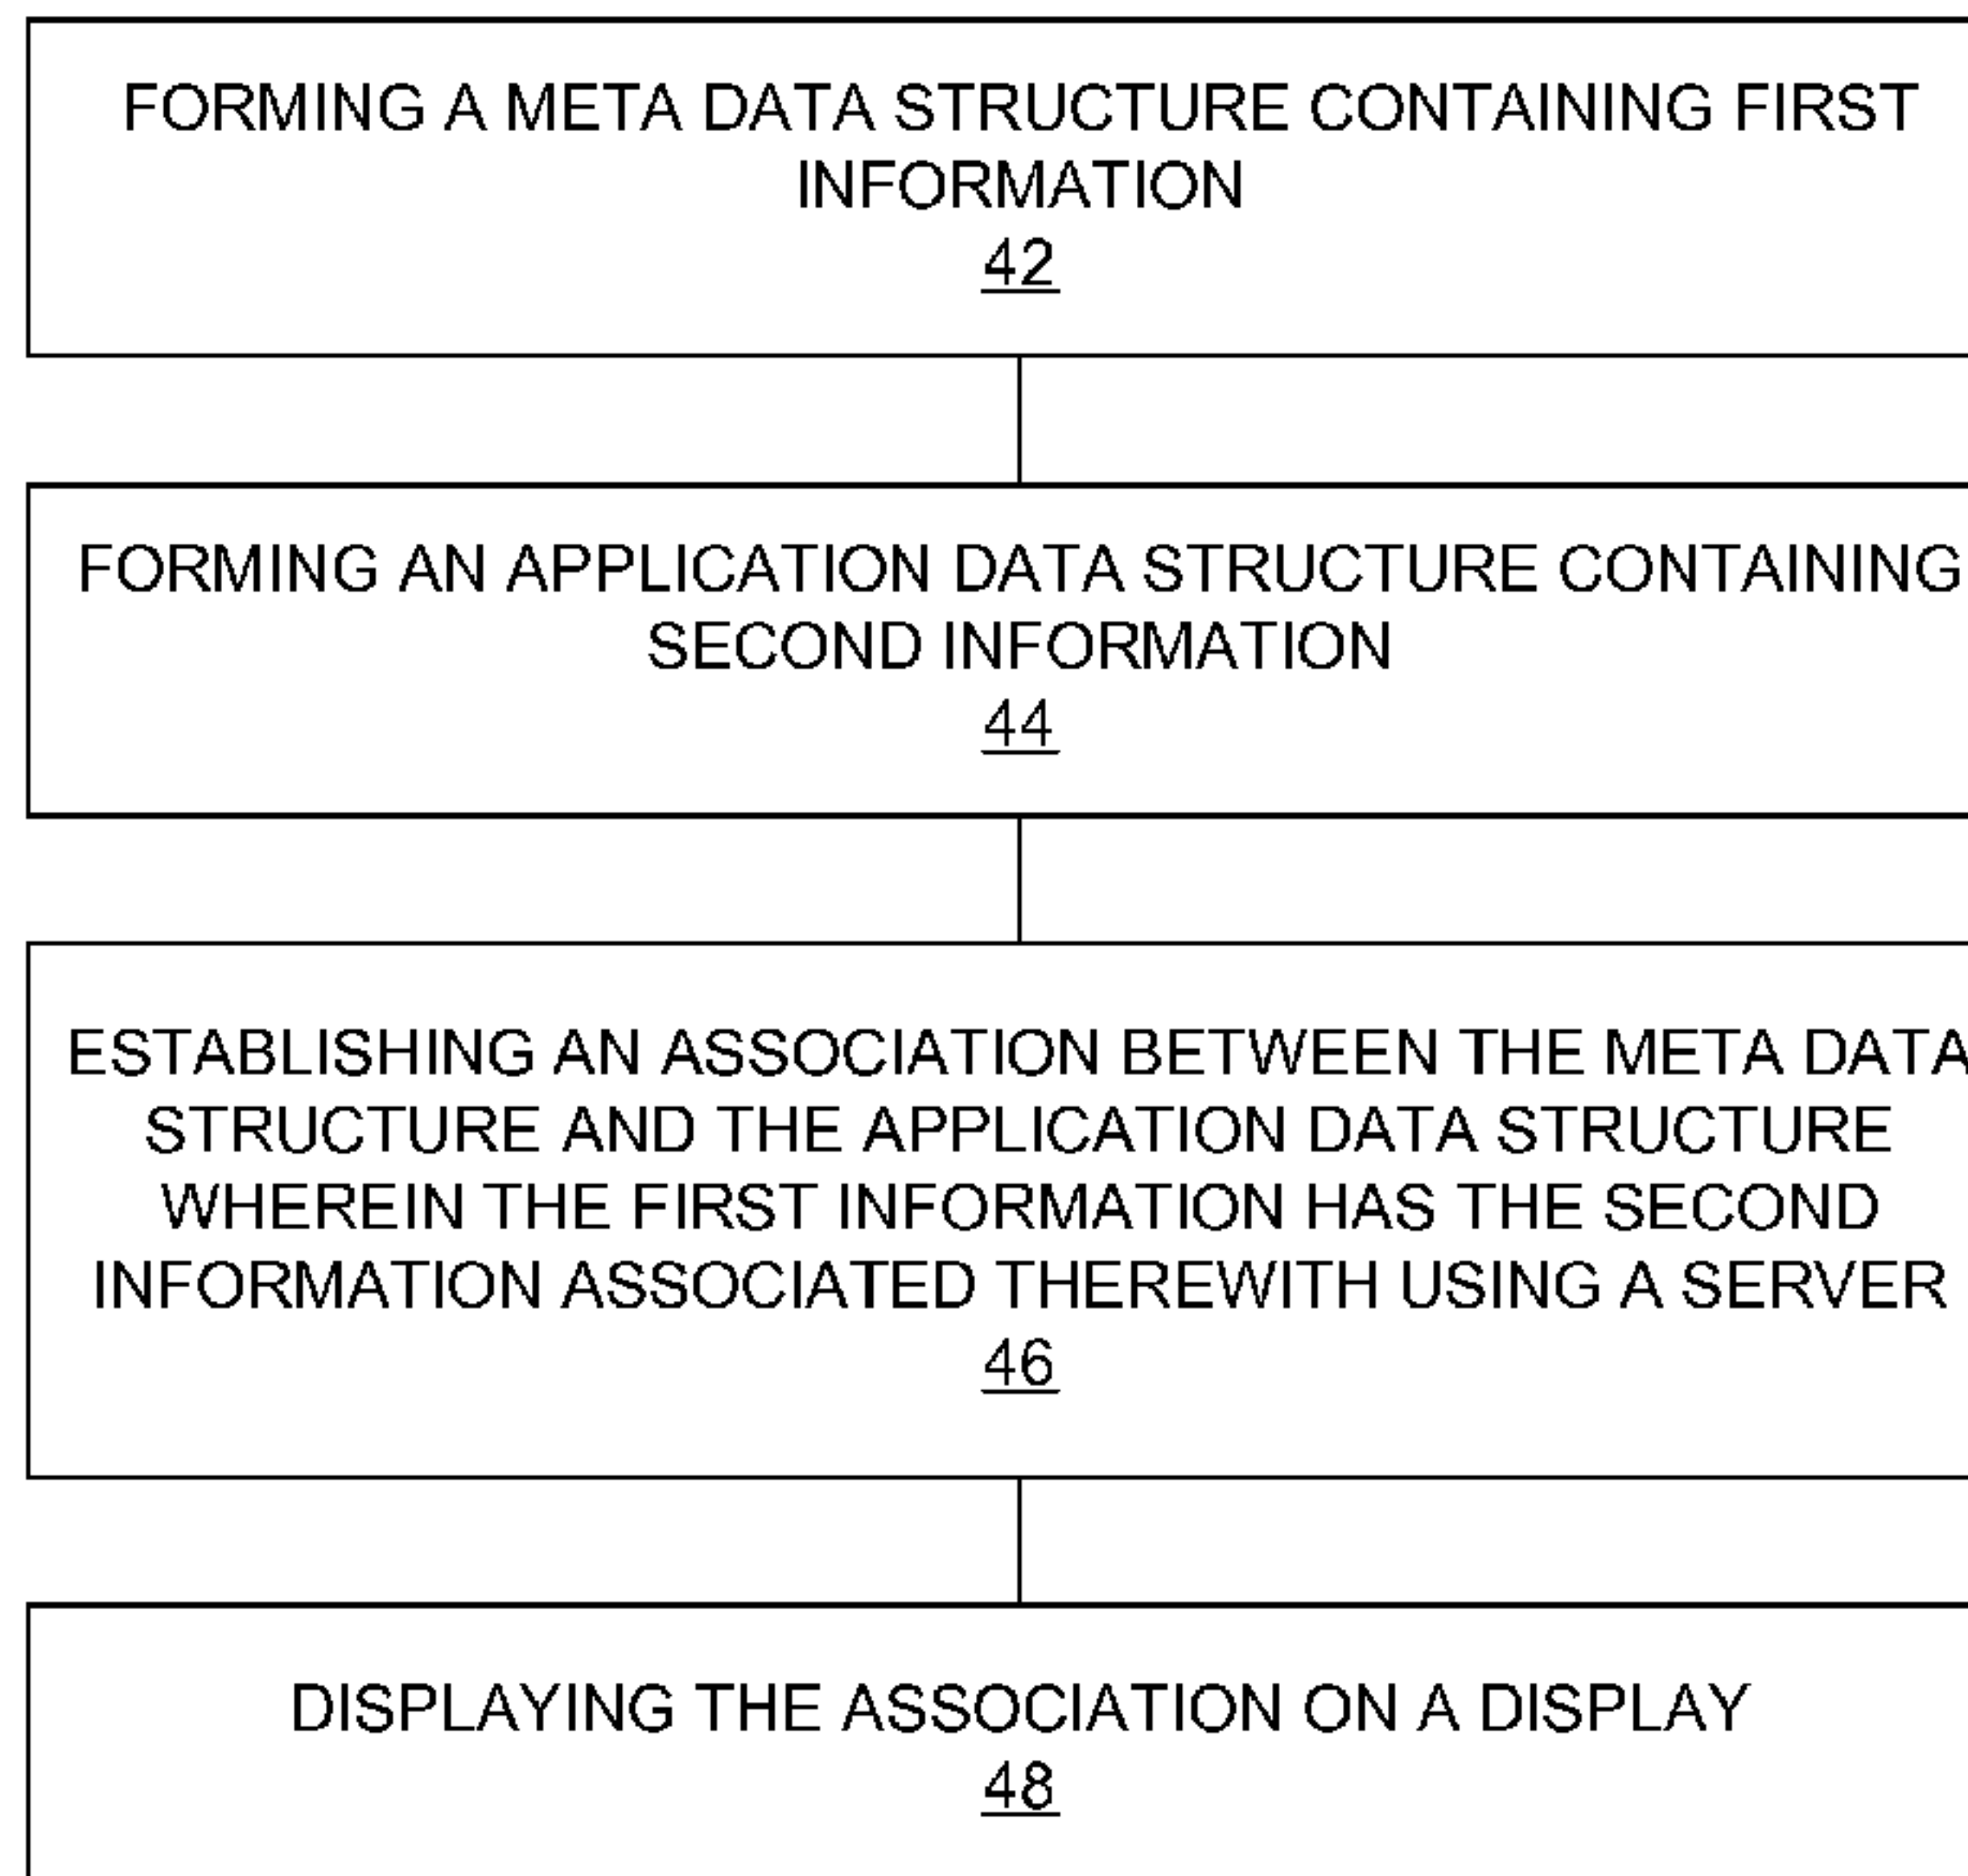 FORMING A META DATA STRUCTURE CONTAINING FIRST
INFORMATION
42
FORMING AN APPLICATION DATA STRUCTURE CONTAINING
SECOND INFORMATION
44
ESTABLISHING AN ASSOCIATION BETWEEN THE META DATA
STRUCTURE AND THE APPLICATION DATA STRUCTURE
WHEREIN THE FIRST INFORMATION HAS THE SECOND
INFORMATION ASSOCIATED THEREWITH USING A SERVER
46
DISPLAYING THE ASSOCIATION ON A DISPLAY
48